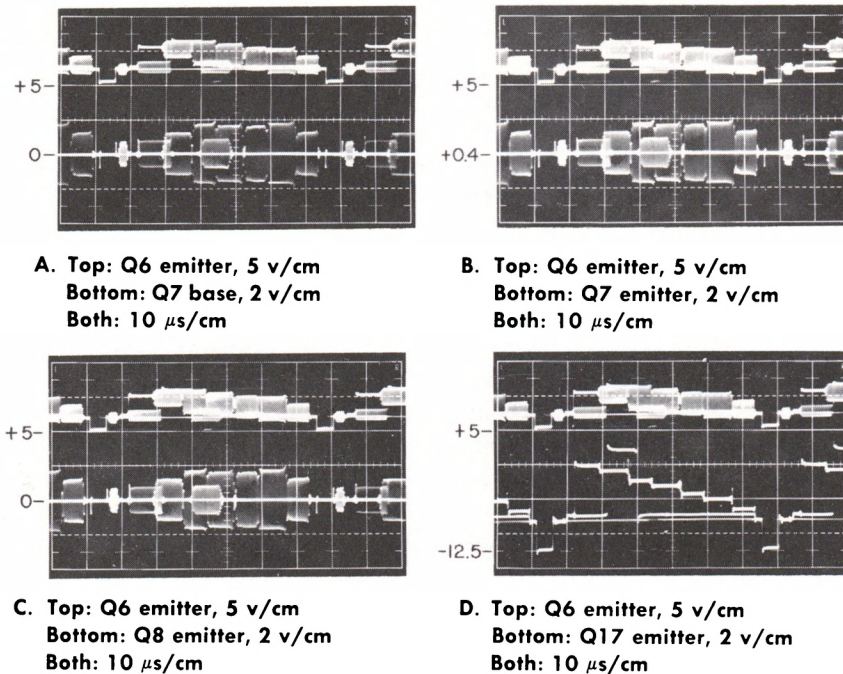 +5-
0-
+5-
+0.4-
A. Top: Q6 emitter, 5 v/cm
Bottom: Q7 base, 2 v/cm
Both: 10 μs/cm
B. Top: Q6 emitter, 5 v/cm
Bottom: Q7 emitter, 2 v/cm
Both: 10 μs/cm
+5-
0-
+5-
-12.5-
C. Top: Q6 emitter, 5 v/cm
Bottom: Q8 emitter, 2 v/cm
Both: 10 μs/cm
D. Top: Q6 emitter, 5 v/cm
Bottom: Q17 emitter, 2 v/cm
Both: 10 μs/cm